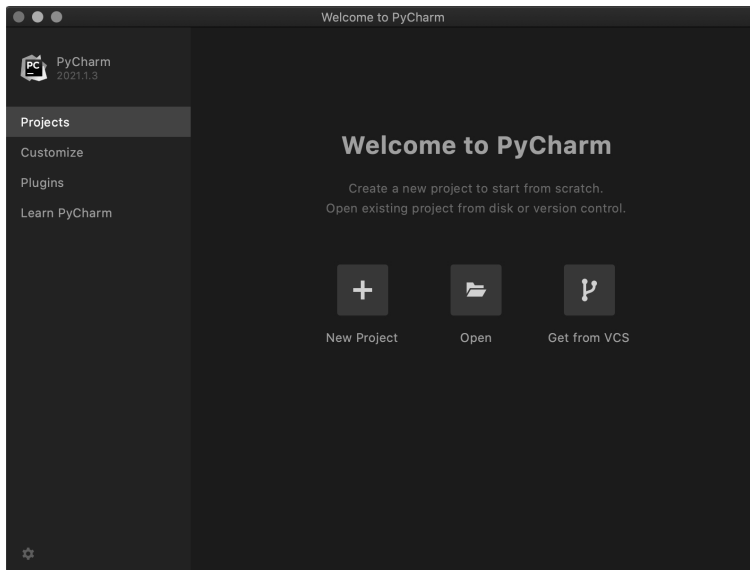 Welcome to PyCharm
PC
PyCharm
2021.1.3
Projects
Customize
Plugins
Learn PyCharm
Welcome to PyCharm
Create a new project to start from scratch.
Open existing project from disk or version control.
New Project
Open
Get from VCS